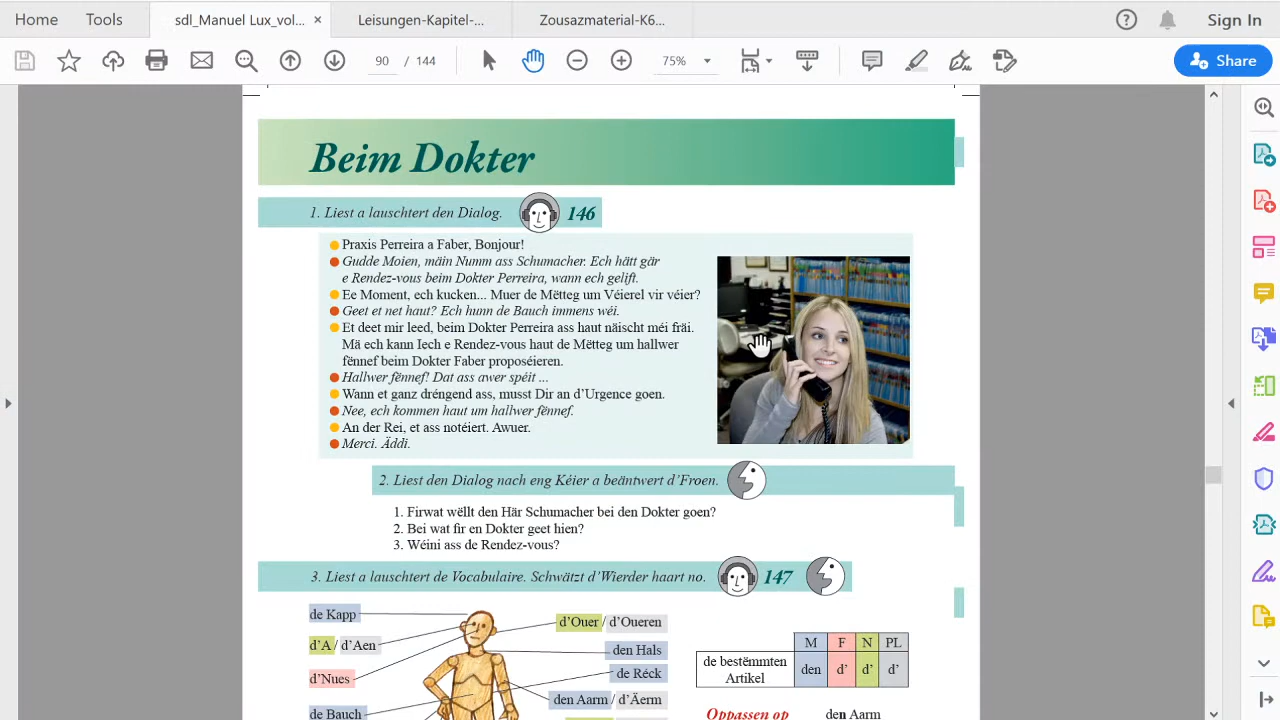 Home Tools sdl_Manuel Lux_vol... × Leisungen-Kapitel-... Zousazmaterial-K6... Sign In
90 / 144 75% Share
Beim Dokter
1. Liest a lauschtert den Dialog. 146
Praxis Perreira a Faber, Bonjour!
Gudde Moien, mäin Numm ass Schumacher. Ech hätt gär
e Rendez-vous beim Dokter Perreira, wann ech gelift.
Ee Moment, ech kucken... Muer de Mëtteg um Véierel vir véier?
Geet et net haut? Ech hunn de Bauch immens wéi.
Et deet mir leed, beim Dokter Perreira ass haut näischt méi fräi.
Mä ech kann Iech e Rendez-vous haut de Mëtteg um hallwer
fënnef beim Dokter Faber proposéieren.
Hallwer fënnef! Dat ass awer spéit ...
Wann et ganz dréngend ass, musst Dir an d'Urgence goen.
Nee, ech kommen haut um hallwer fënnef.
An der Rei, et ass notéiert. Awuer.
Merci. Äddi.
2. Liest den Dialog nach eng Kéier a beäntwert d'Froen.
1. Firwat wëllt den Här Schumacher bei den Dokter goen?
2. Bei wat fir en Dokter geet hien?
3. Wéini ass de Rendez-vous?
3. Liest a lauschtert de Vocabulaire. Schwätzt d'Wierder haart no. 147
de Kapp
d'A / d'Aen
d'Nues
de Bauch
d'Ouer / d'Oueren
den Hals
de Réck
den Aarm / d'Äerm
M F N PL
de bestëmmten
Artikel
den d' d' d'
Oppassen op den Aarm